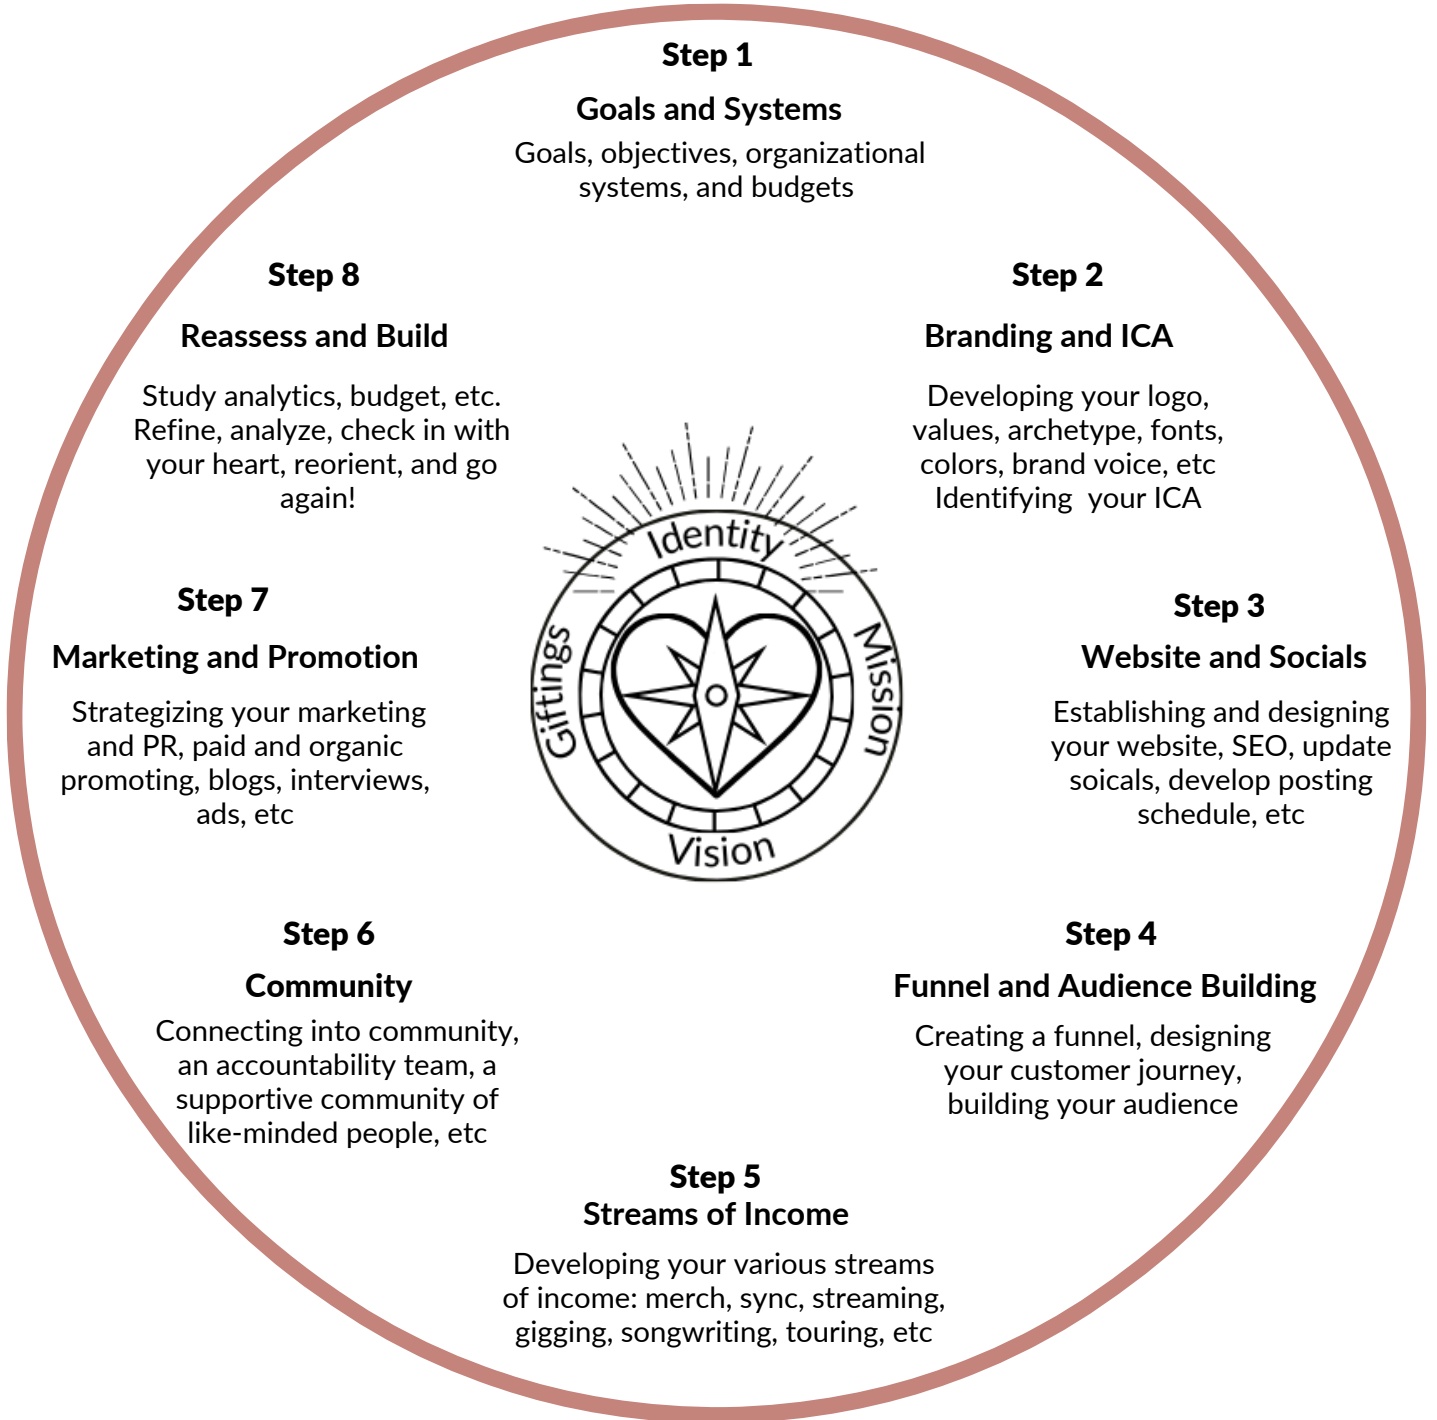 Step 1
Goals and Systems
Goals, objectives, organizational
systems, and budgets
Step 2
Branding and ICA
Developing your logo,
values, archetype, fonts,
colors, brand voice, etc
Identifying  your ICA
Step 3
Website and Socials
Establishing and designing
your website, SEO, update
soicals, develop posting
schedule, etc
Step 4
Funnel and Audience Building
Creating a funnel, designing
your customer journey,
building your audience
Step 5
Streams of Income
Developing your various streams
of income: merch, sync, streaming,
gigging, songwriting, touring, etc
Step 6
Community
Connecting into community,
an accountability team, a
supportive community of
like-minded people, etc
Step 7
Marketing and Promotion
Strategizing your marketing
and PR, paid and organic
promoting, blogs, interviews,
ads, etc
Step 8
Reassess and Build
Study analytics, budget, etc.
Refine, analyze, check in with
your heart, reorient, and go
again!
Identity
Mission
Vision
Giftings